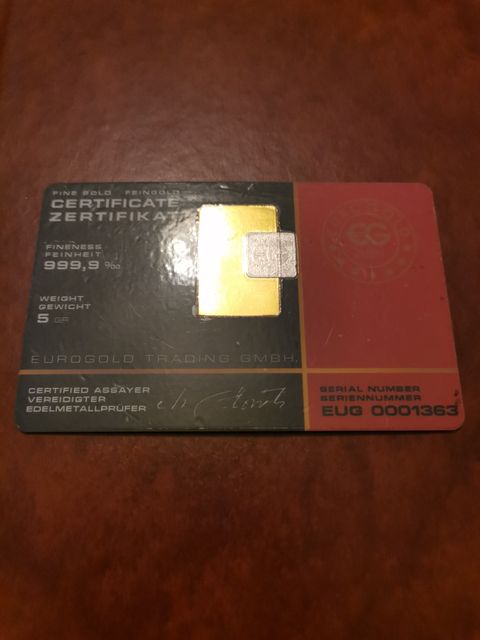 FINE GOLD FEINGOLD
CERTIFICATE
ZERTIFIKAT
FINENESS
FEINHEIT
999,9 ‰
WEIGHT
GEWICHT
5 GR
EUROGOLD TRADING GMBH.
CERTIFIED ASSAYER
VEREIDIGTER
EDELMETALLPRÜFER
EG
SERIAL NUMBER
SERIENNUMMER
EUG 0001363